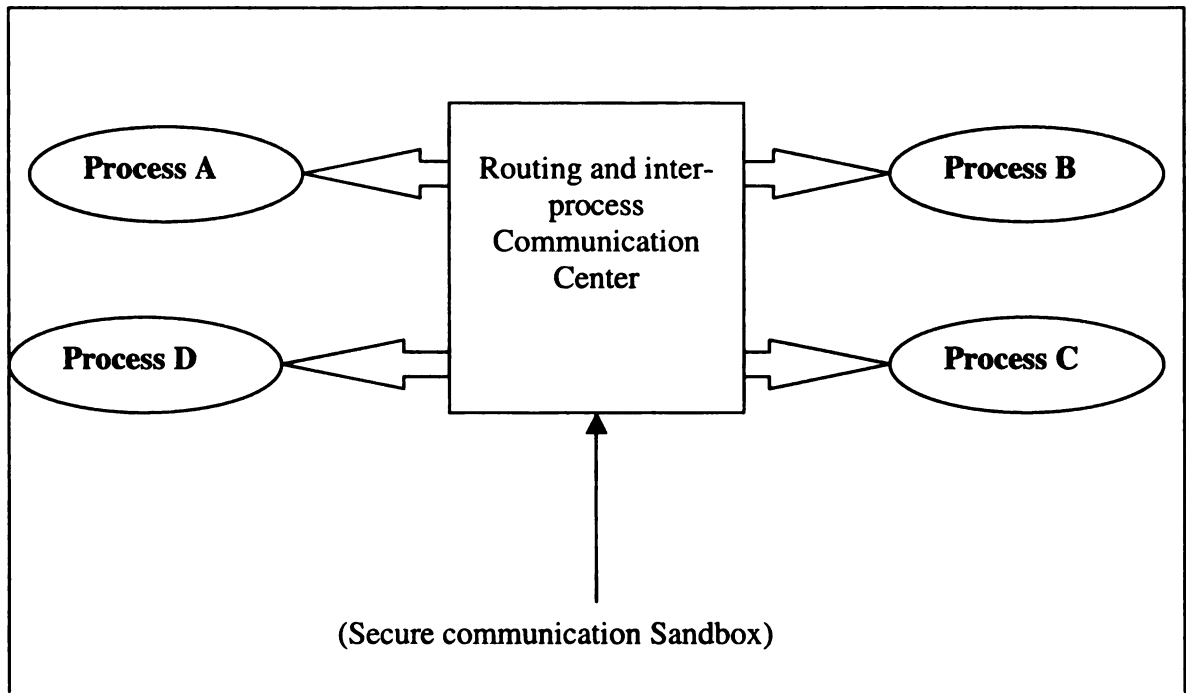 Process A
Routing and inter-
process
Communication
Center
Process B
Process D
Process C
(Secure communication Sandbox)